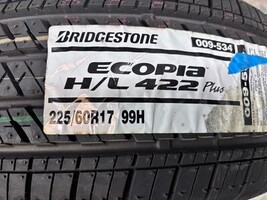 BRIDGESTONE 009-534
ECOPIA
H/L 422 Plus
225/60R17 99H